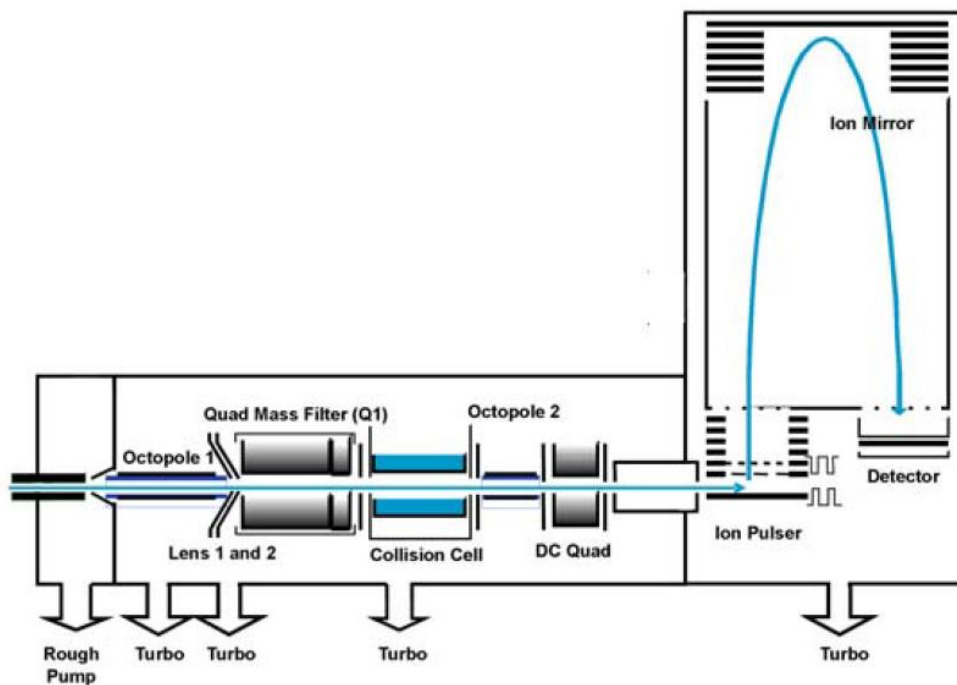 Ion Mirror
Quad Mass Filter (Q1)
Octopole 2
Octopole 1
Detector
Lens 1 and 2
Collision Cell
DC Quad
Ion Pulser
Rough
Pump
Turbo
Turbo
Turbo
Turbo